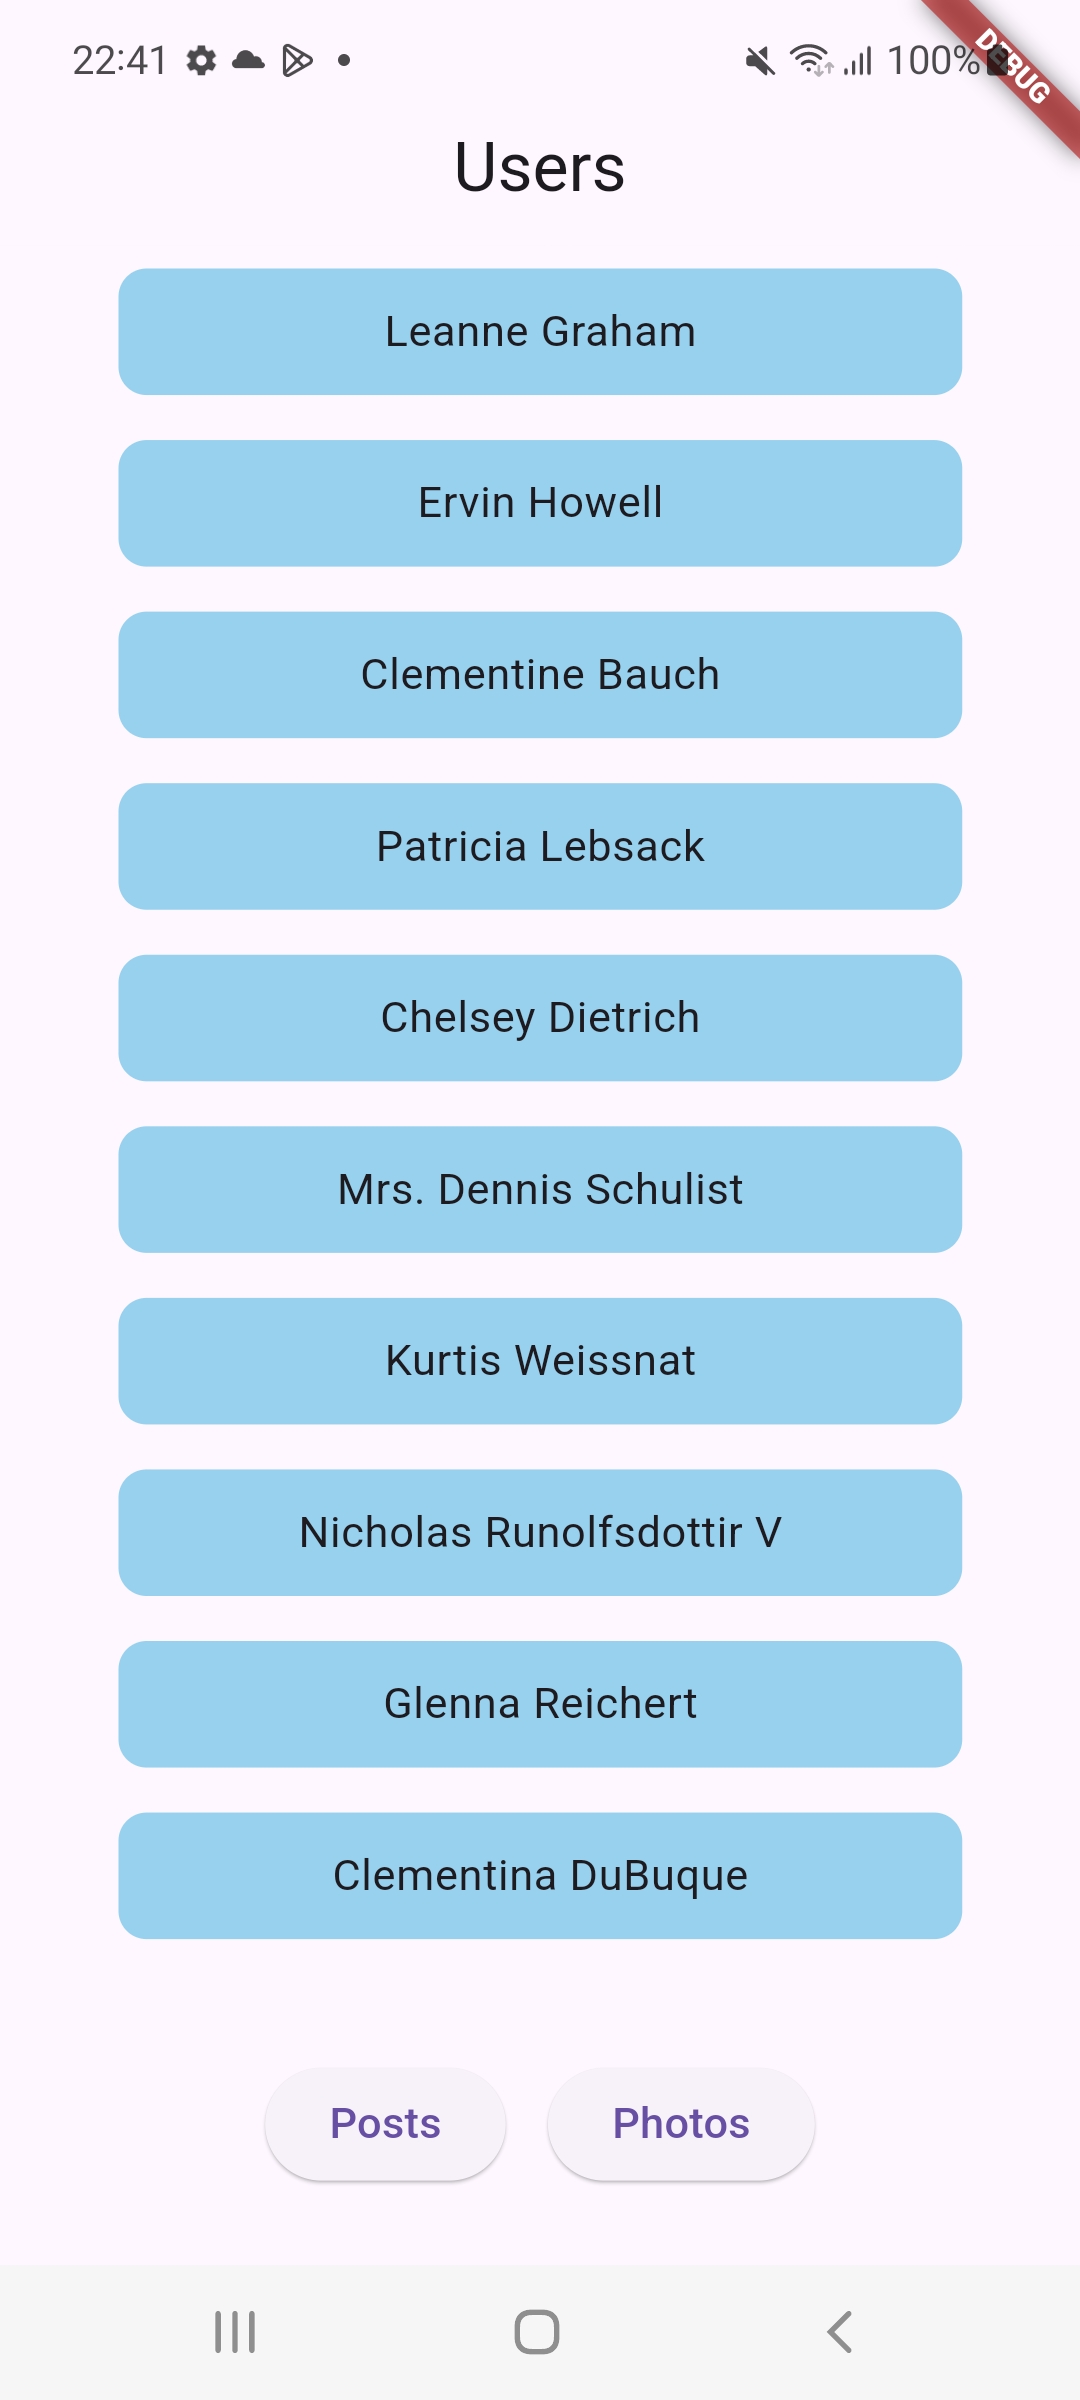 22:41
100%
DEBUG
Users
Leanne Graham
Ervin Howell
Clementine Bauch
Patricia Lebsack
Chelsey Dietrich
Mrs. Dennis Schulist
Kurtis Weissnat
Nicholas Runolfsdottir V
Glenna Reichert
Clementina DuBuque
Posts
Photos